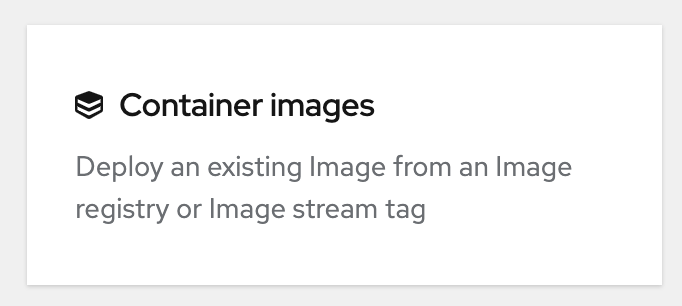 Container images
Deploy an existing Image from an Image
registry or Image stream tag